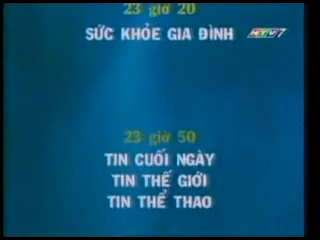 23 giờ 20
SỨC KHỎE GIA ĐÌNH
HTV7
23 giờ 50
TIN CUỐI NGÀY
TIN THẾ GIỚI
TIN THỂ THAO